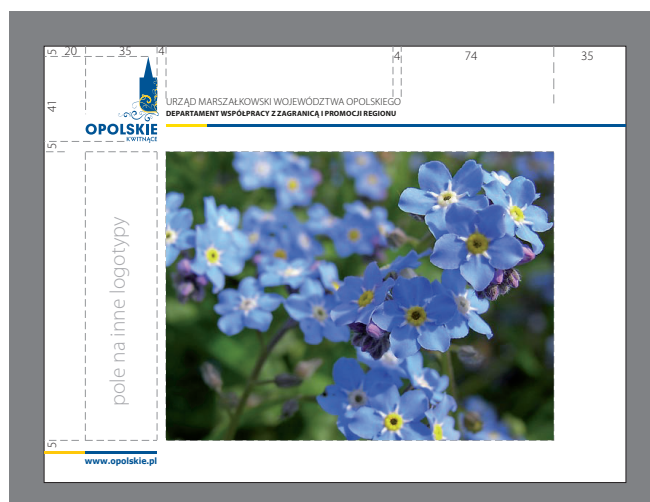 5 20 35 4 4 74 35
41
5
URZĄD MARSZAŁKOWSKI WOJEWÓDZTWA OPOLSKIEGO
DEPARTAMENT WSPÓŁPRACY Z ZAGRANICĄ I PROMOCJI REGIONU
OPOLSKIE
KWITNĄCE
pole na inne logotypy
5
www.opolskie.pl